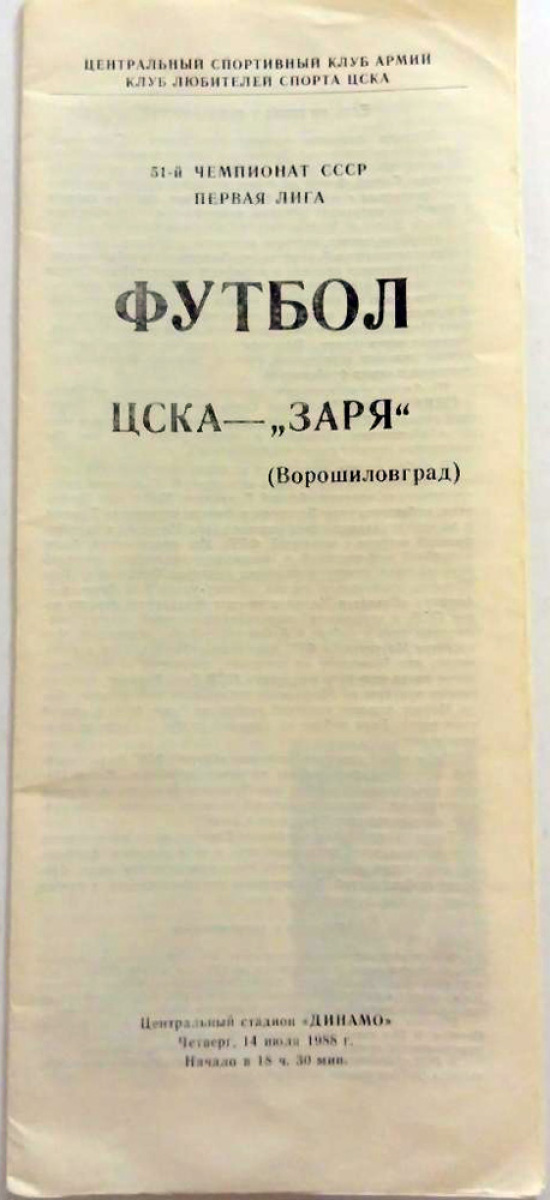 ЦЕНТРАЛЬНЫЙ СПОРТИВНЫЙ КЛУБ АРМИИ
КЛУБ ЛЮБИТЕЛЕЙ СПОРТА ЦСКА
51-й ЧЕМПИОНАТ СССР
ПЕРВАЯ ЛИГА
ФУТБОЛ
ЦСКА—„ЗАРЯ“
(Ворошиловград)
Центральный стадион «ДИНАМО»
Четверг, 14 июля 1988 г.
Начало в 18 ч. 30 мин.